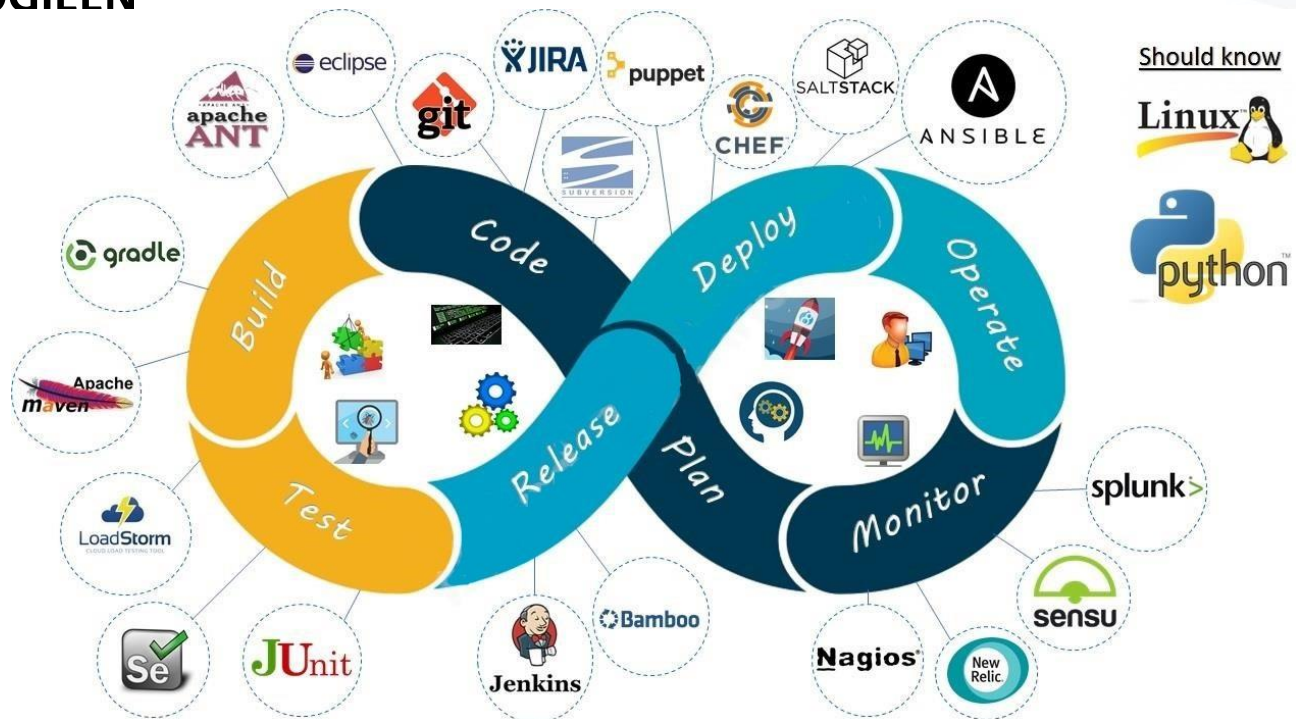 eclipse
JIRA
puppet
SALTSTACK
ANSIBLE
Should know
Linux
apache
ANT
git
SUBVERSION
CHEF
python
gradle
Code
Deploy
Operate
Build
Apache
maven
Release
Plan
Test
Monitor
LoadStorm
CLOUD LOAD TESTING TOOL
splunk>
Se
JUnit
Jenkins
Bamboo
Nagios
New
Relic.
sensu